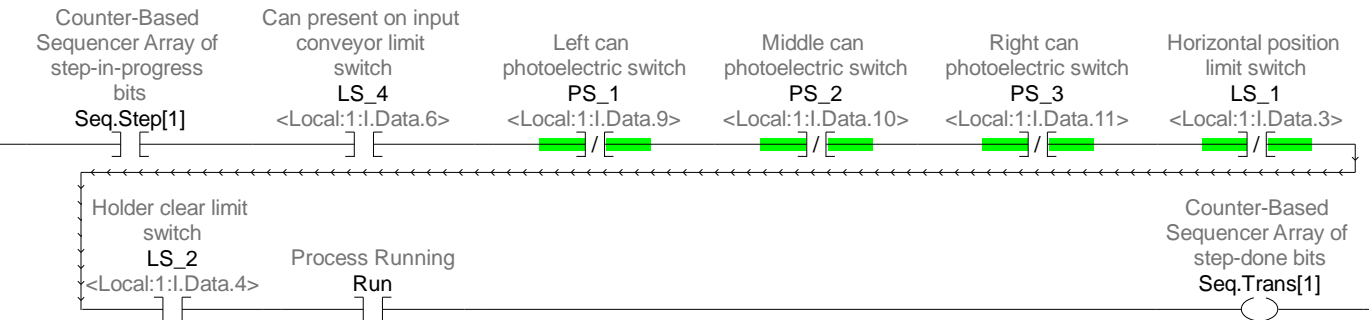 Counter-Based
Sequencer Array of
step-in-progress
bits
Seq.Step[1]
Can present on input
conveyor limit
switch
LS_4
<Local:1:I.Data.6>
Left can
photoelectric switch
PS_1
<Local:1:I.Data.9>
Middle can
photoelectric switch
PS_2
<Local:1:I.Data.10>
Right can
photoelectric switch
PS_3
<Local:1:I.Data.11>
Horizontal position
limit switch
LS_1
<Local:1:I.Data.3>
Holder clear limit
switch
LS_2
<Local:1:I.Data.4>
Process Running
Run
Counter-Based
Sequencer Array of
step-done bits
Seq.Trans[1]